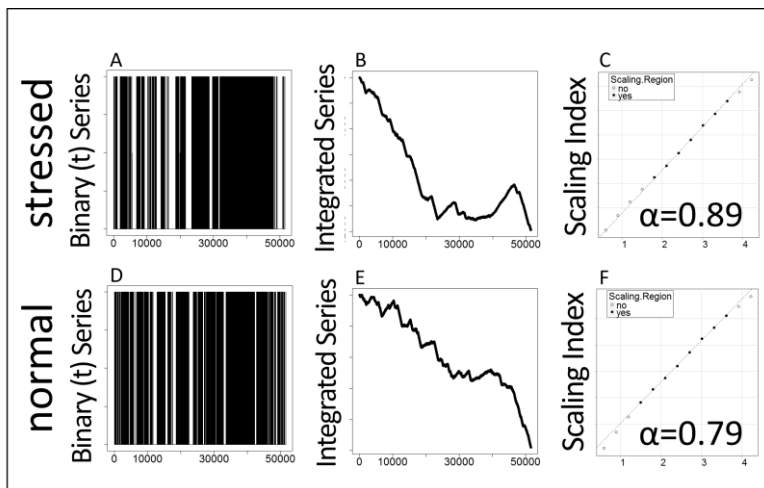 stressed
A
Binary (t) Series
0 10000 30000 50000
B
Integrated Series
0 10000 30000 50000
C
Scaling Index
Scaling.Region
no
yes
α=0.89
1 2 3 4
normal
D
Binary (t) Series
0 10000 30000 50000
E
Integrated Series
0 10000 30000 50000
F
Scaling Index
Scaling.Region
no
yes
α=0.79
1 2 3 4